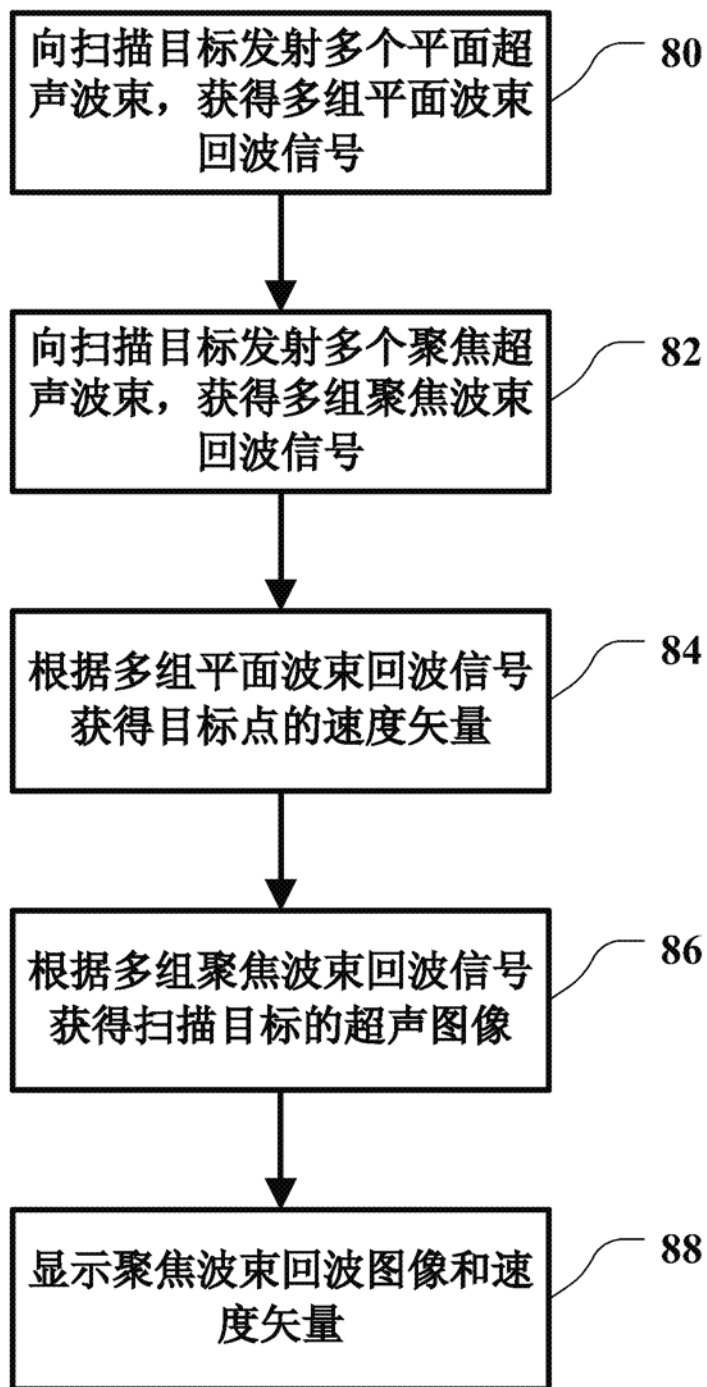 向扫描目标发射多个平面超
声波束，获得多组平面波束
回波信号
80
向扫描目标发射多个聚焦超
声波束，获得多组聚焦波束
回波信号
82
根据多组平面波束回波信号
获得目标点的速度矢量
84
根据多组聚焦波束回波信号
获得扫描目标的超声图像
86
显示聚焦波束回波图像和速
度矢量
88